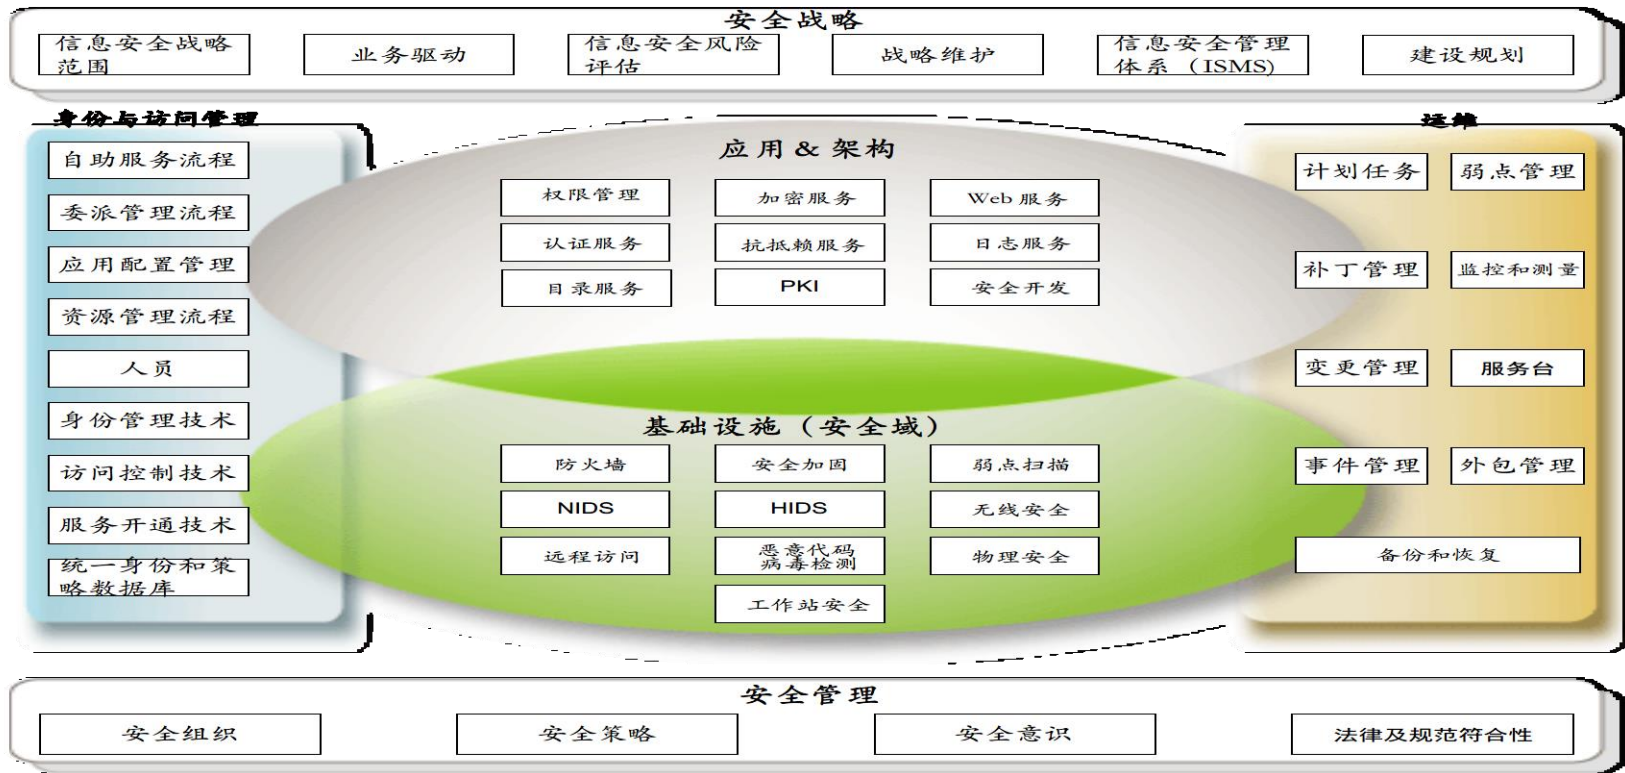 安全战略
信息安全战略
范围
业务驱动
信息安全风险
评估
战略维护
信息安全管理
体系（ISMS)
建设规划
身份与访问管理
自助服务流程
委派管理流程
应用配置管理
资源管理流程
人员
身份管理技术
访问控制技术
服务开通技术
统一身份和策
略数据库
应用 & 架构
权限管理
加密服务
Web 服务
认证服务
抗抵赖服务
日志服务
目录服务
PKI
安全开发
基础设施（安全域）
防火墙
安全加固
弱点扫描
NIDS
HIDS
无线安全
远程访问
恶意代码
病毒检测
物理安全
工作站安全
运维
计划任务
弱点管理
补丁管理
监控和测量
变更管理
服务台
事件管理
外包管理
备份和恢复
安全管理
安全组织
安全策略
安全意识
法律及规范符合性